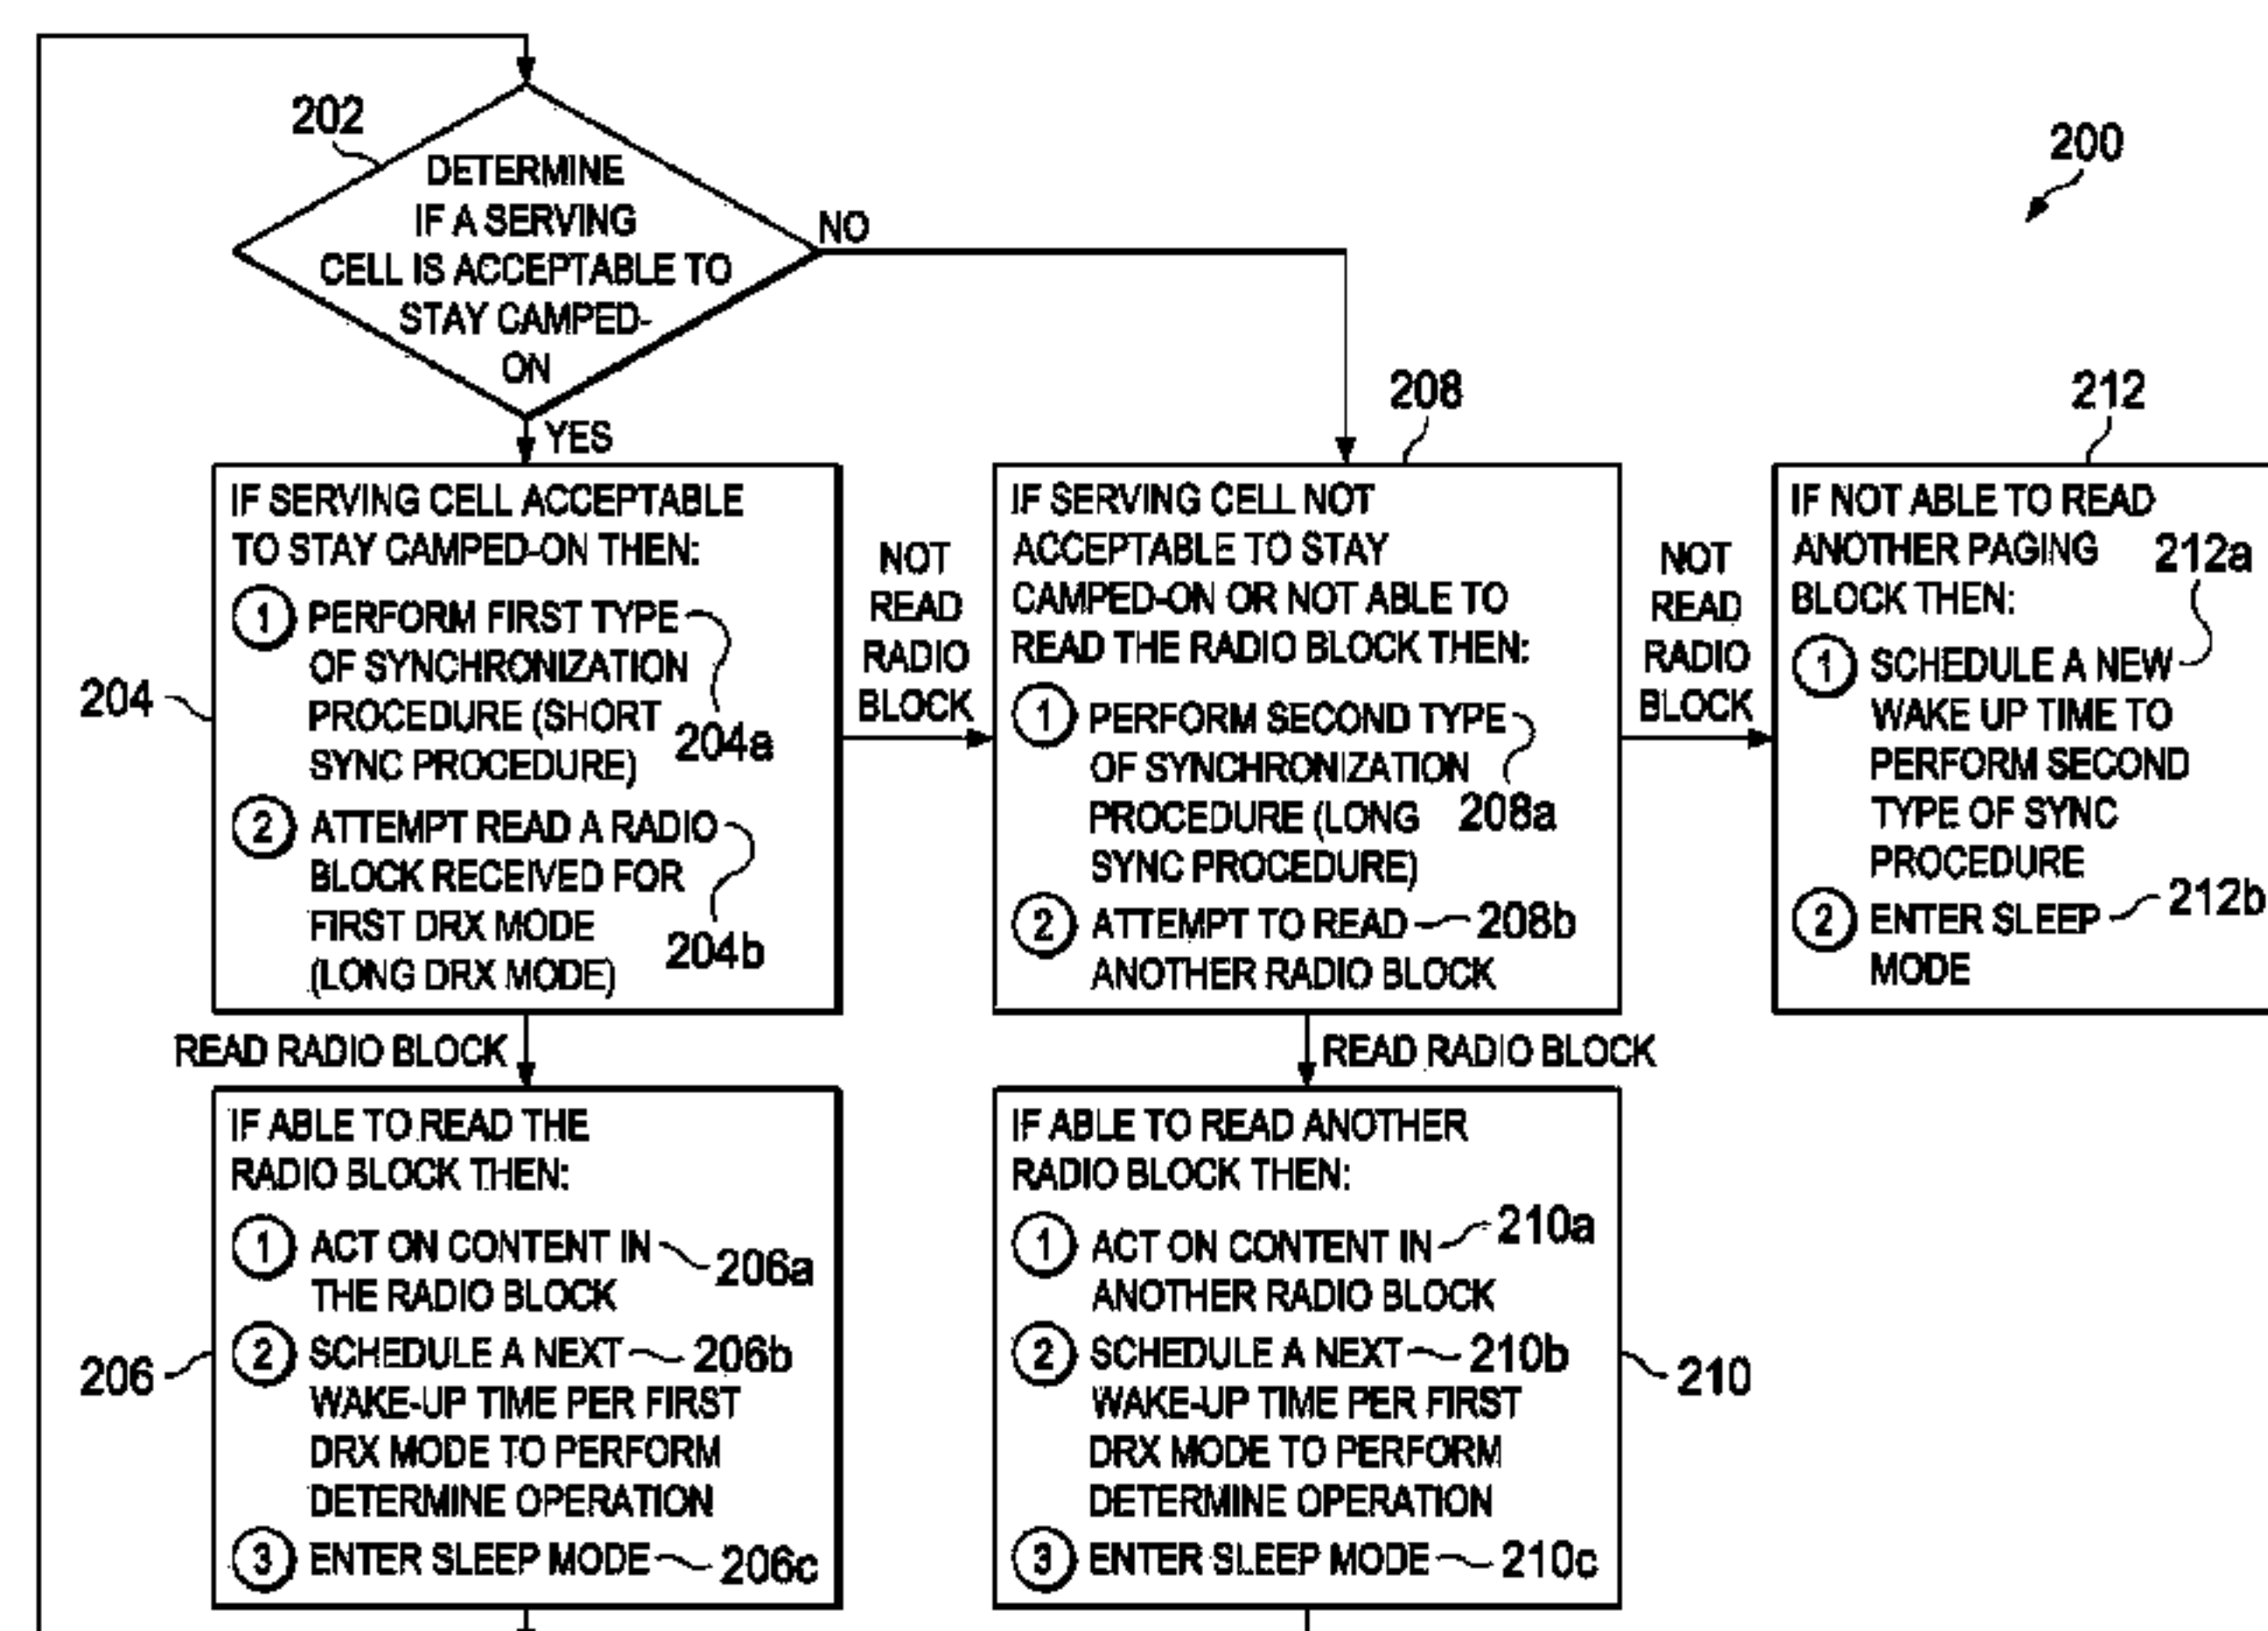 202
DETERMINE
IF A SERVING
CELL IS ACCEPTABLE TO
STAY CAMPED-
ON
NO
YES
200
204
IF SERVING CELL ACCEPTABLE
TO STAY CAMPED-ON THEN:
1 PERFORM FIRST TYPE
OF SYNCHRONIZATION
PROCEDURE (SHORT
SYNC PROCEDURE)
204a
2 ATTEMPT READ A RADIO
BLOCK RECEIVED FOR
FIRST DRX MODE
(LONG DRX MODE)
204b
NOT
READ
RADIO
BLOCK
208
IF SERVING CELL NOT
ACCEPTABLE TO STAY
CAMPED-ON OR NOT ABLE TO
READ THE RADIO BLOCK THEN:
1 PERFORM SECOND TYPE
OF SYNCHRONIZATION
PROCEDURE (LONG
SYNC PROCEDURE)
208a
2 ATTEMPT TO READ 208b
ANOTHER RADIO BLOCK
NOT
READ
RADIO
BLOCK
212
IF NOT ABLE TO READ
ANOTHER PAGING
BLOCK THEN:
212a
1 SCHEDULE A NEW
WAKE UP TIME TO
PERFORM SECOND
TYPE OF SYNC
PROCEDURE
2 ENTER SLEEP 212b
MODE
READ RADIO BLOCK
READ RADIO BLOCK
206
IF ABLE TO READ THE
RADIO BLOCK THEN:
1 ACT ON CONTENT IN 206a
THE RADIO BLOCK
2 SCHEDULE A NEXT 206b
WAKE-UP TIME PER FIRST
DRX MODE TO PERFORM
DETERMINE OPERATION
3 ENTER SLEEP MODE 206c
IF ABLE TO READ ANOTHER
RADIO BLOCK THEN:
1 ACT ON CONTENT IN 210a
ANOTHER RADIO BLOCK
2 SCHEDULE A NEXT 210b
WAKE-UP TIME PER FIRST
DRX MODE TO PERFORM
DETERMINE OPERATION
3 ENTER SLEEP MODE 210c
210